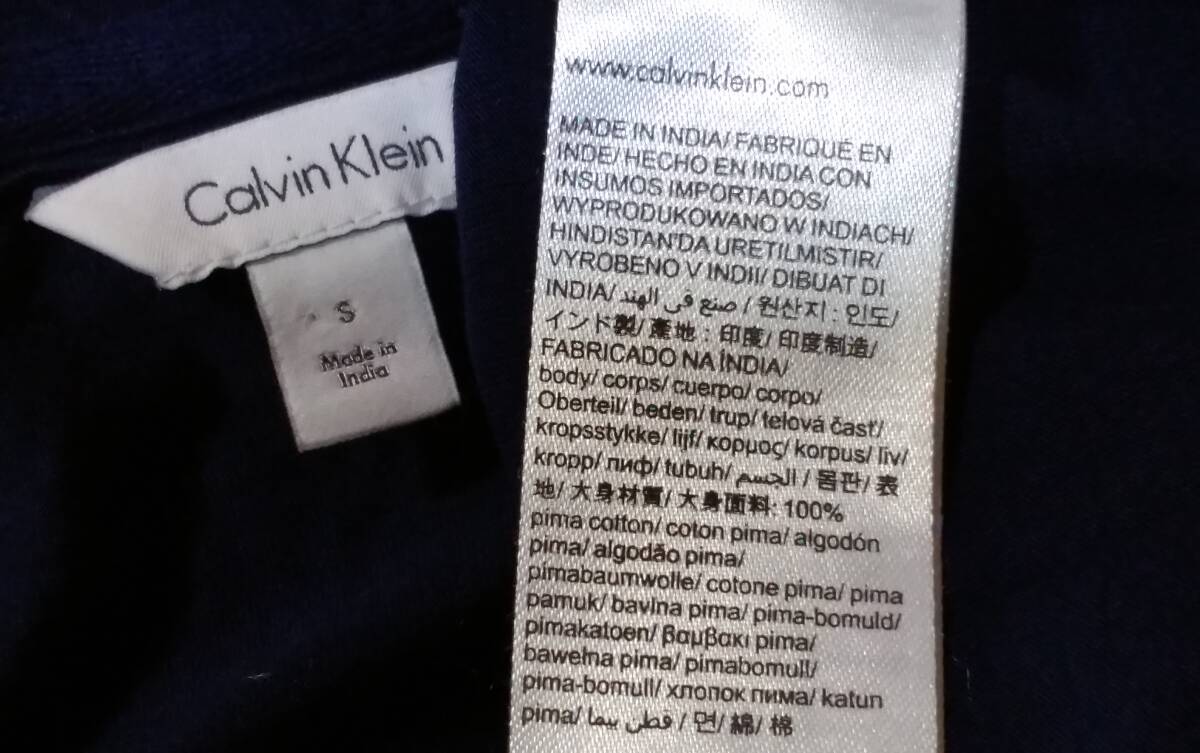 Calvin Klein
S
Made in
India
www.calvinklein.com
MADE IN INDIA/ FABRIQUÉ EN
INDE/ HECHO EN INDIA CON
INSUMOS IMPORTADOS/
WYPRODUKOWANO W INDIACH/
HINDISTAN'DA URETILMISTIR/
VYROBENO V INDII/ DIBUAT DI
INDIA/ صنع في الهند / 원산지 : 인도/
インド製/ 產地 : 印度/ 印度制造/
FABRICADO NA ÍNDIA/
body/ corps/ cuerpo/ corpo/
Oberteil/ beden/ trup/ telová časť/
kropsstykke/ lijf/ κορμος/ korpus/ liv/
kropp/ лиф/ tubuh/ الجسم / 몸판/ 表
地/ 大身材質/ 大身面料: 100%
pima cotton/ coton pima/ algodón
pima/ algodão pima/
pimabaumwolle/ cotone pima/ pima
pamuk/ bavlna pima/ pima-bomuld/
pimakatoen/ βαμβακι pima/
bawełna pima/ pimabomull/
pima-bomull/ хлопок пима/ katun
pima/ قطن بيما / 면/ 綿/ 棉